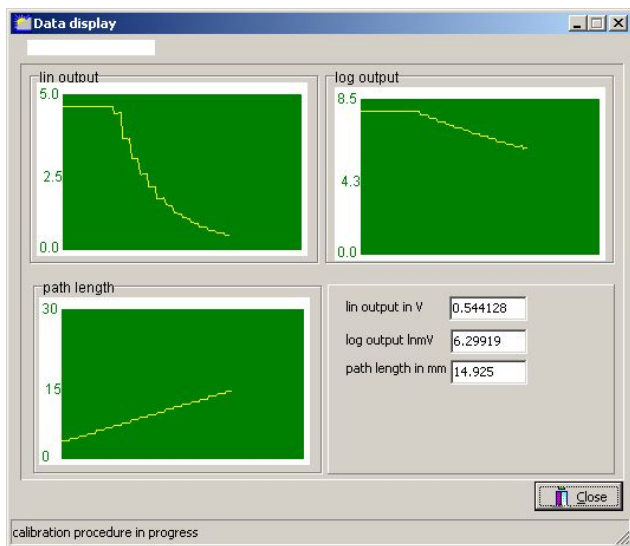 Data display
lin output
5.0
2.5
0.0
log output
8.5
4.3
0.0
path length
30
15
0
lin output in V 0.544128
log output lnmV 6.29919
path length in mm 14.925
Close
calibration procedure in progress